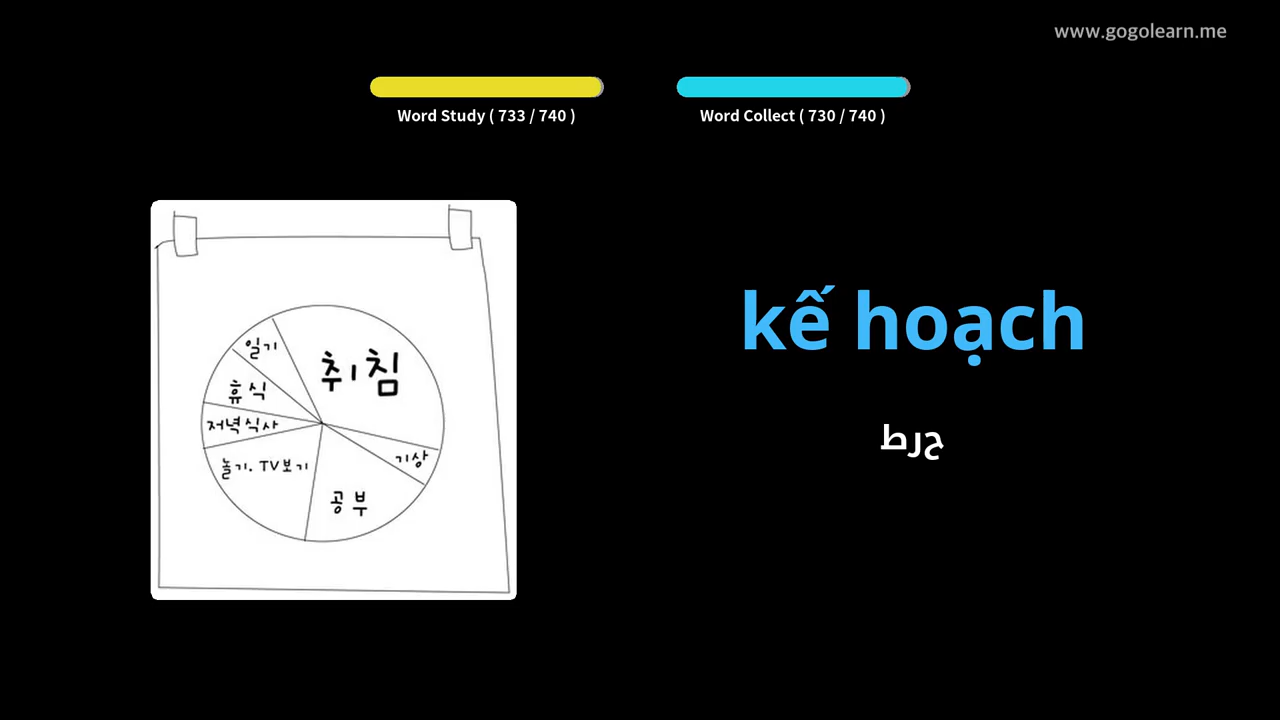 www.gogolearn.me
Word Study ( 733 / 740 )
Word Collect ( 730 / 740 )
일기
취침
휴식
저녁식사
놀기. TV보기
기상
공부
kế hoạch
حرط